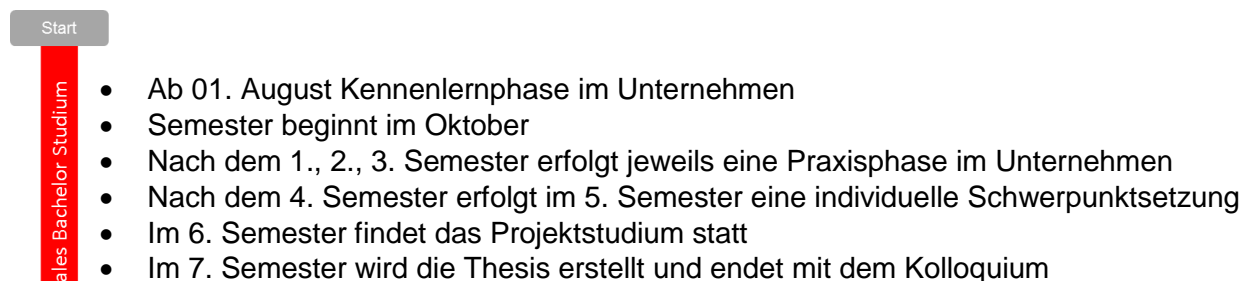 Start
ales Bachelor Studium
• Ab 01. August Kennenlernphase im Unternehmen
• Semester beginnt im Oktober
• Nach dem 1., 2., 3. Semester erfolgt jeweils eine Praxisphase im Unternehmen
• Nach dem 4. Semester erfolgt im 5. Semester eine individuelle Schwerpunktsetzung
• Im 6. Semester findet das Projektstudium statt
• Im 7. Semester wird die Thesis erstellt und endet mit dem Kolloquium